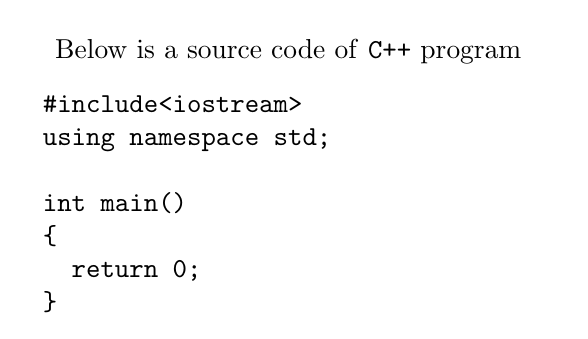 Below is a source code of C++ program
#include<iostream>
using namespace std;

int main()
{
  return 0;
}